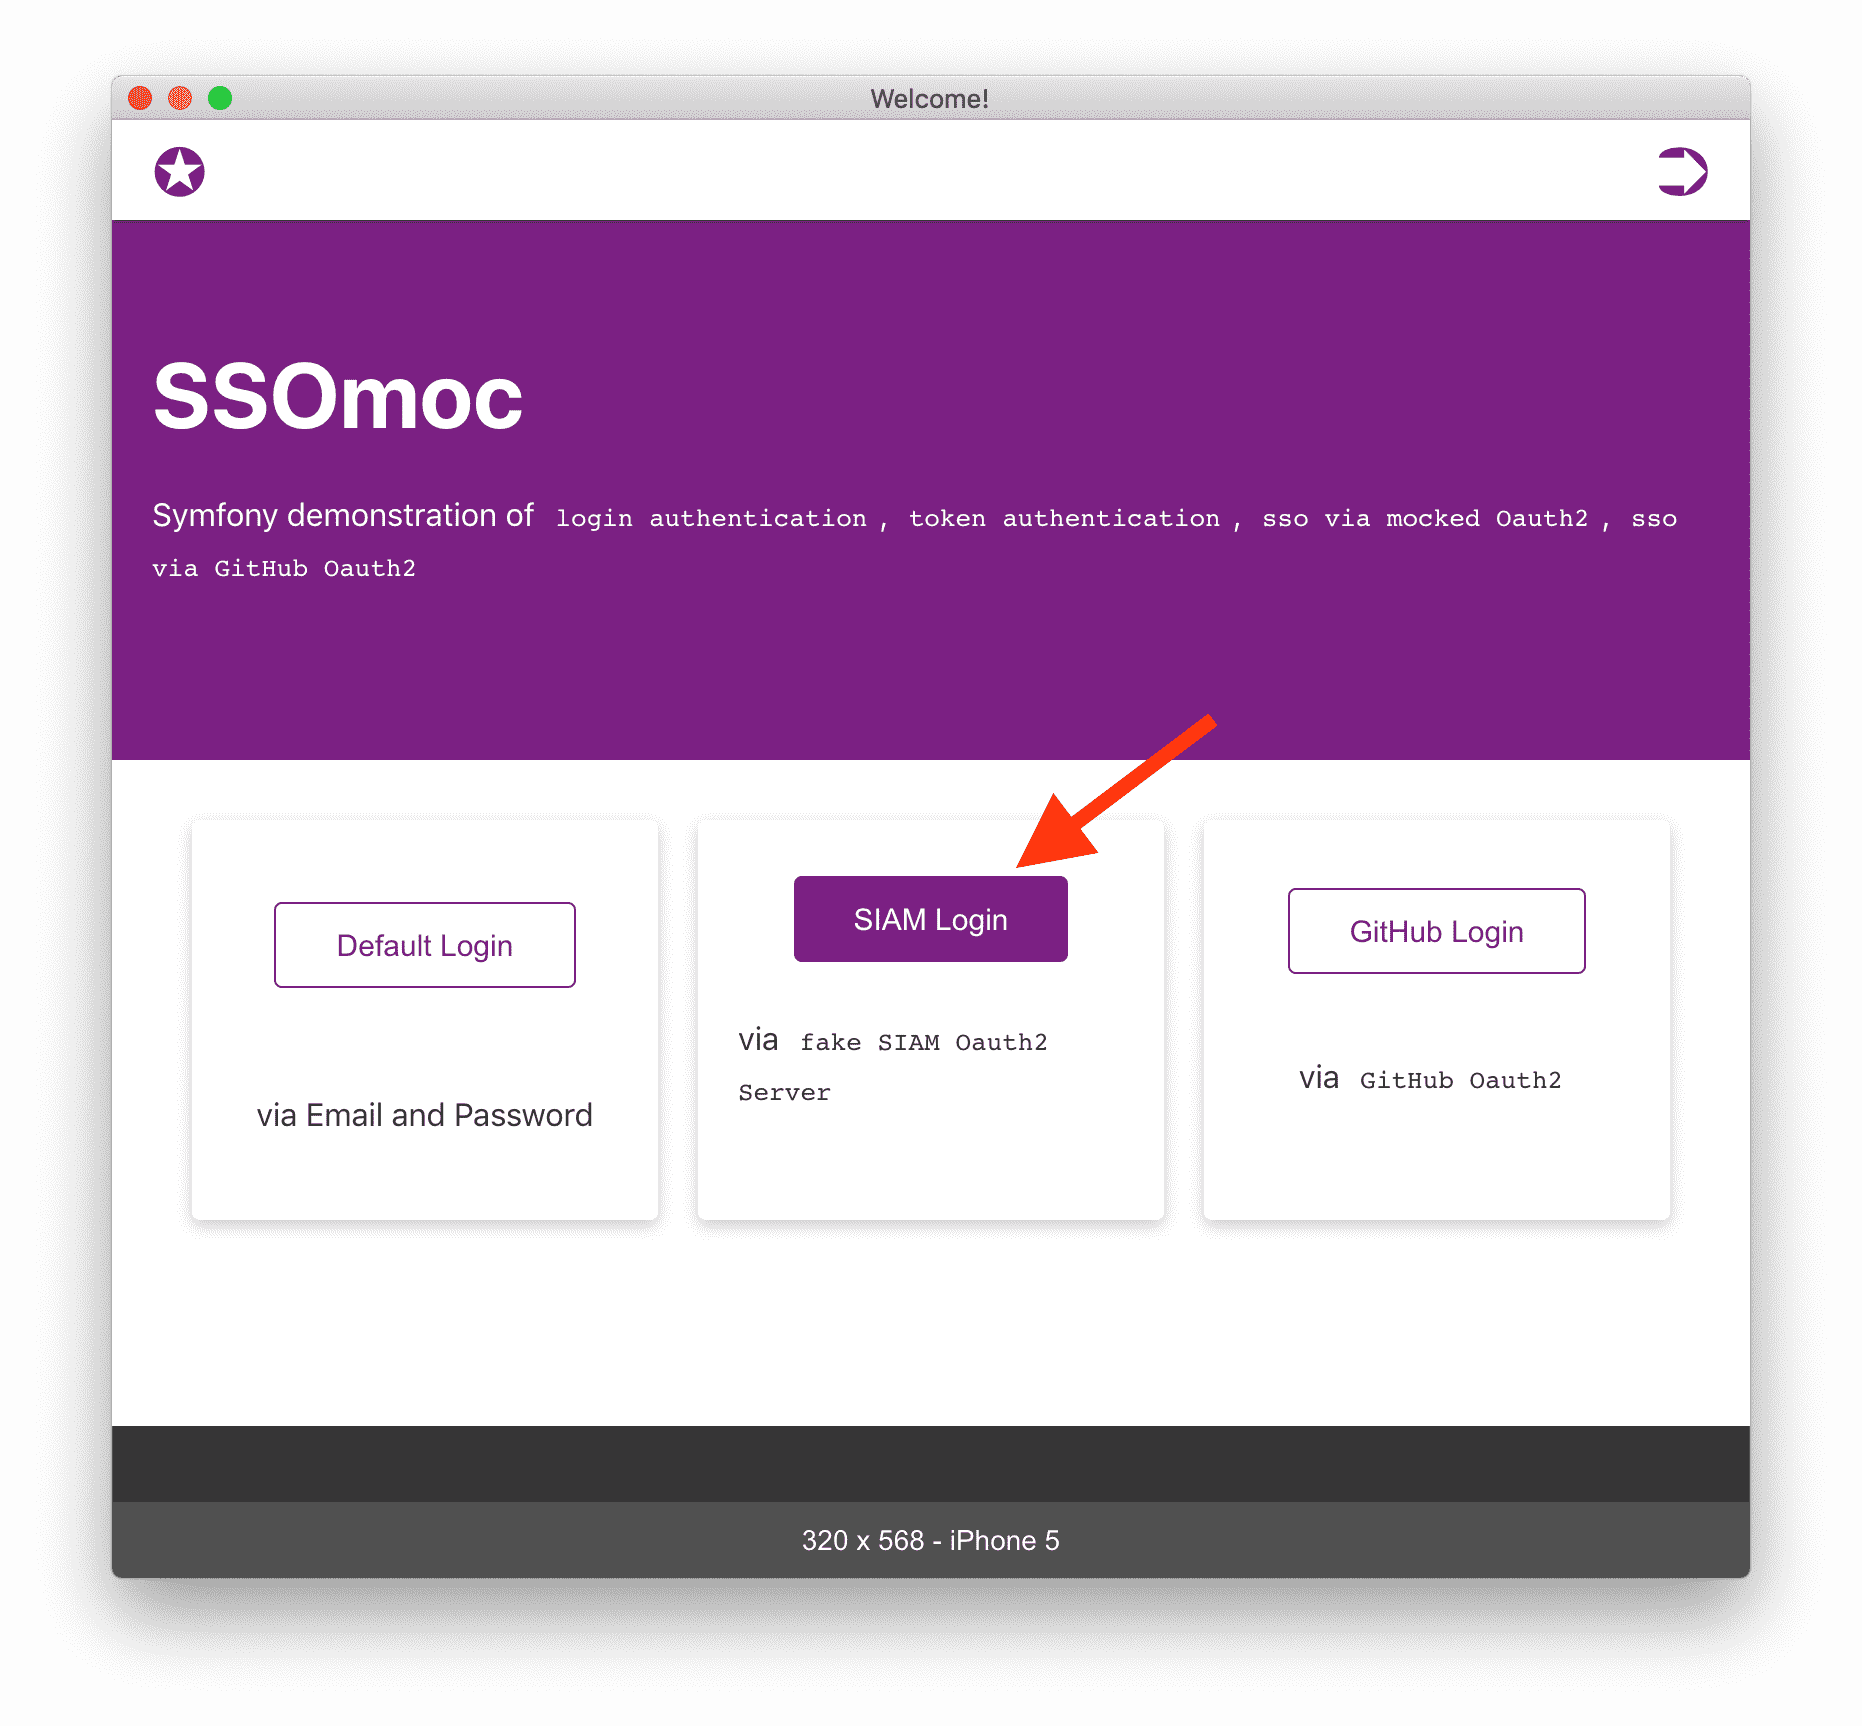 Welcome!
SSOmoc
Symfony demonstration of login authentication , token authentication , sso via mocked Oauth2 , sso
via GitHub Oauth2
Default Login
via Email and Password
SIAM Login
via fake SIAM Oauth2
Server
GitHub Login
via GitHub Oauth2
320 x 568 - iPhone 5